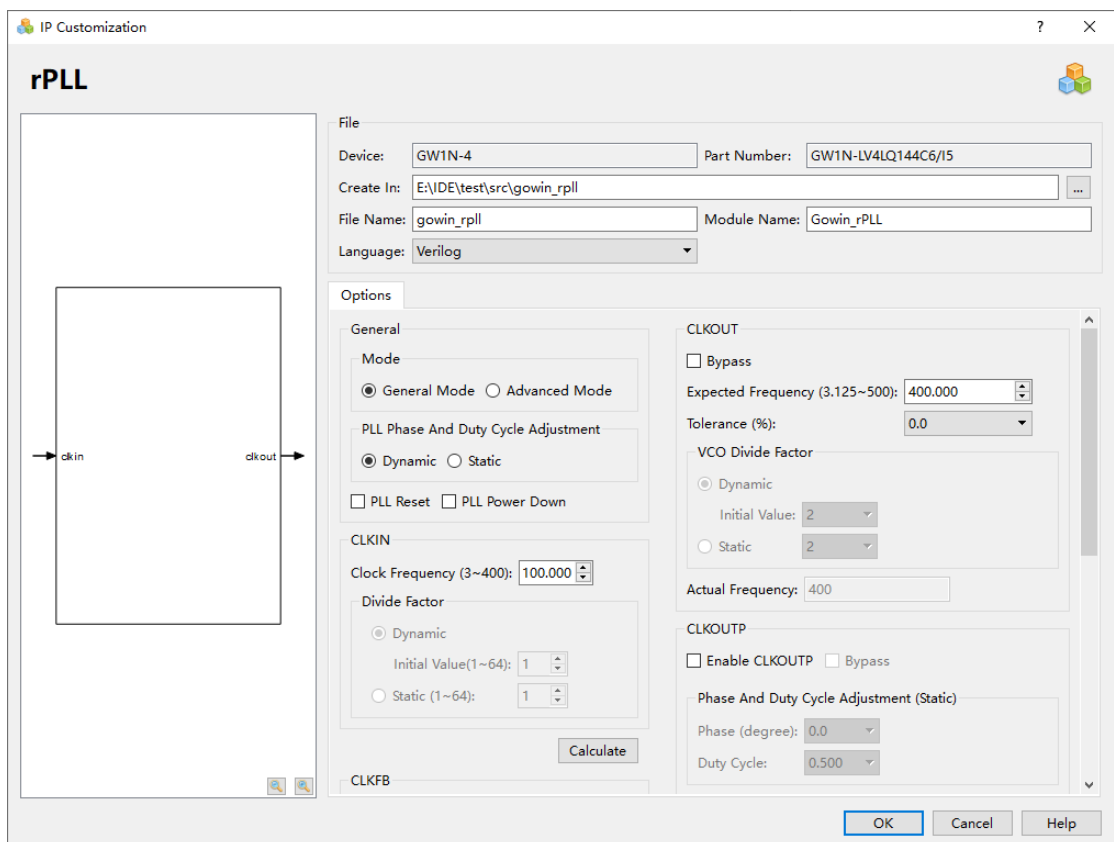 IP Customization
rPLL
clkin
clkout
File
Device: GW1N-4 Part Number: GW1N-LV4LQ144C6/I5
Create In: E:\IDE\test\src\gowin_rpll ...
File Name: gowin_rpll Module Name: Gowin_rPLL
Language: Verilog
Options
General
Mode
General Mode Advanced Mode
PLL Phase And Duty Cycle Adjustment
Dynamic Static
PLL Reset PLL Power Down
CLKIN
Clock Frequency (3~400): 100.000
Divide Factor
Dynamic
Initial Value(1~64): 1
Static (1~64): 1
Calculate
CLKFB
CLKOUT
Bypass
Expected Frequency (3.125~500): 400.000
Tolerance (%): 0.0
VCO Divide Factor
Dynamic
Initial Value: 2
Static 2
Actual Frequency: 400
CLKOUTP
Enable CLKOUTP Bypass
Phase And Duty Cycle Adjustment (Static)
Phase (degree): 0.0
Duty Cycle: 0.500
OK Cancel Help